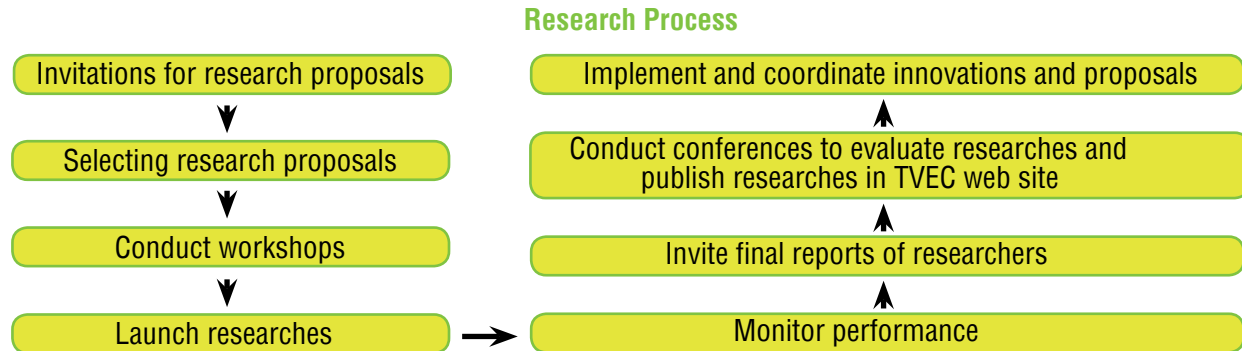 Research Process
Invitations for research proposals
Selecting research proposals
Conduct workshops
Launch researches
Monitor performance
Invite final reports of researchers
Conduct conferences to evaluate researches and
publish researches in TVEC web site
Implement and coordinate innovations and proposals